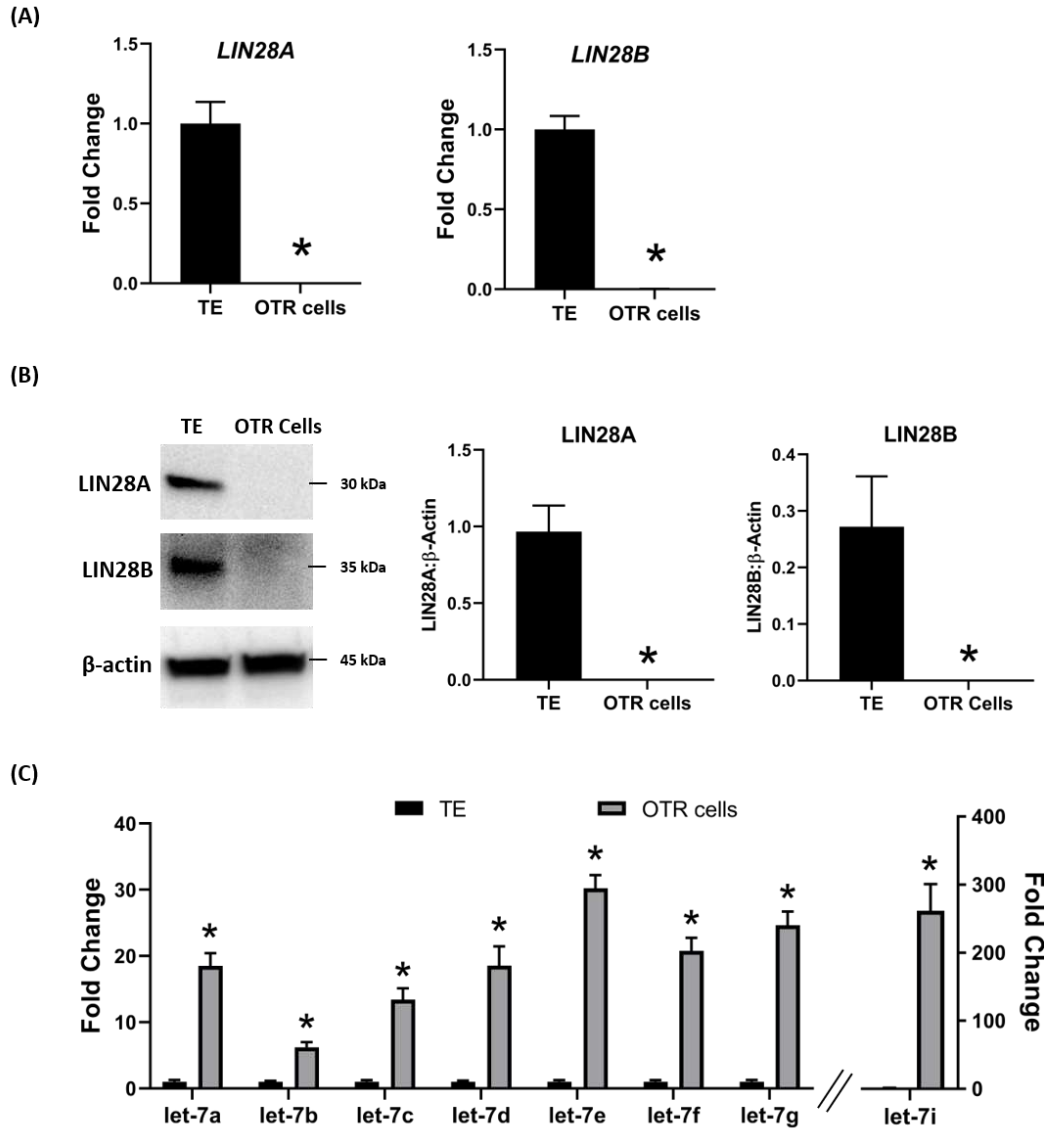 (A)
LIN28A
LIN28B
Fold Change
1.5
1.0
0.5
0.0
TE OTR cells
Fold Change
1.5
1.0
0.5
0.0
TE OTR cells
(B)
TE OTR Cells
LIN28A
30 kDa
LIN28B
35 kDa
β-actin
45 kDa
LIN28A
LIN28A:β-Actin
1.5
1.0
0.5
0.0
TE OTR cells
LIN28B
LIN28B:β-Actin
0.4
0.3
0.2
0.1
0.0
TE OTR Cells
(C)
TE OTR cells
Fold Change
40
30
20
10
0
* * * * * * * *
let-7a let-7b let-7c let-7d let-7e let-7f let-7g // let-7i
400
300
200
100
0
Fold Change